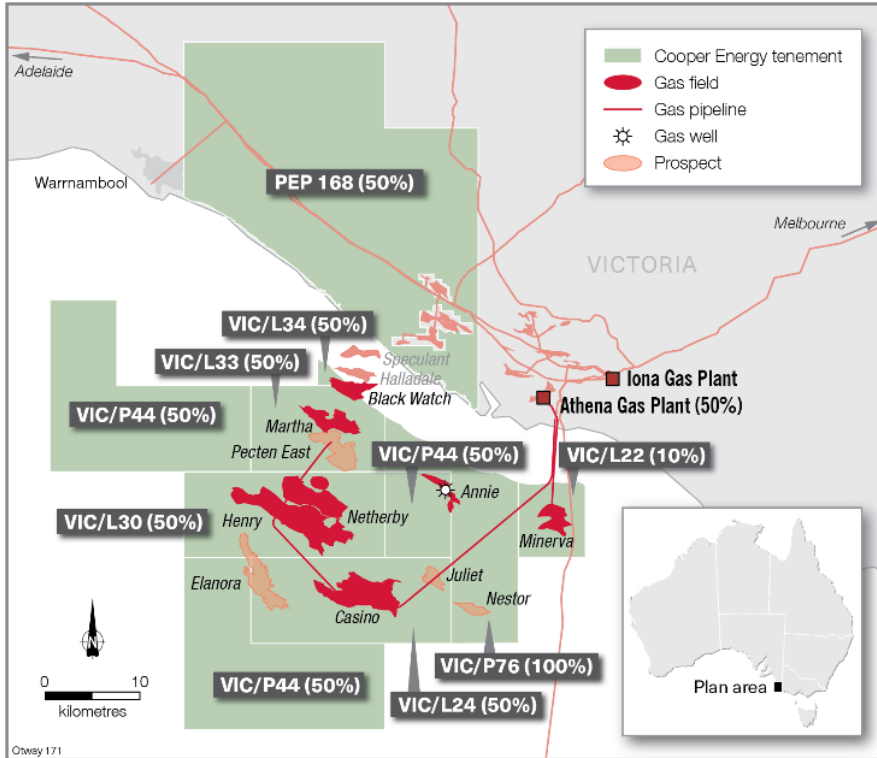 Adelaide
Cooper Energy tenement
Gas field
Gas pipeline
Gas well
Prospect
Warrnambool
PEP 168 (50%)
Melbourne
VICTORIA
VIC/L34 (50%)
VIC/L33 (50%)
Speculant
Halladale
Black Watch
Iona Gas Plant
Athena Gas Plant (50%)
VIC/P44 (50%)
Martha
Pecten East
VIC/P44 (50%)
VIC/L22 (10%)
Annie
VIC/L30 (50%)
Henry
Netherby
Minerva
Elanora
Juliet
Nestor
Casino
N
VIC/P76 (100%)
VIC/P44 (50%)
VIC/L24 (50%)
0 10
kilometres
Plan area
Otway 171